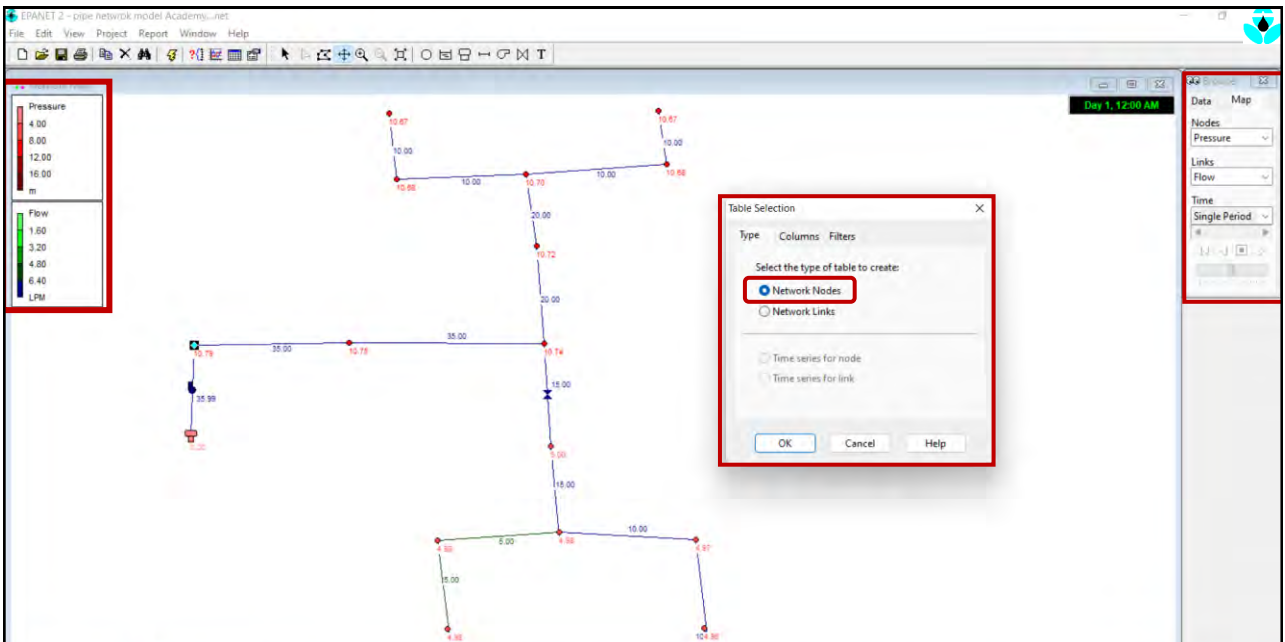 EPANET 2 - pipe netwrok model Academy,..net
File Edit View Project Report Window Help
T
Day 1, 12:00 AM
Pressure
4.00
8.00
12.00
16.00
m
Flow
1.60
3.20
4.80
6.40
LPM
Data Map
Nodes
Pressure
Links
Flow
Time
Single Period
Table Selection
Type Columns Filters
Select the type of table to create:
Network Nodes
Network Links
Time series for node
Time series for link
OK Cancel Help
10.67
10.67
10.00
10.00
10.68
10.00
10.70
10.00
10.68
20.00
10.72
20.00
10.79
35.00
10.75
35.00
10.74
35.99
15.00
5.00
15.00
5.00
4.98
10.00
4.97
5.00